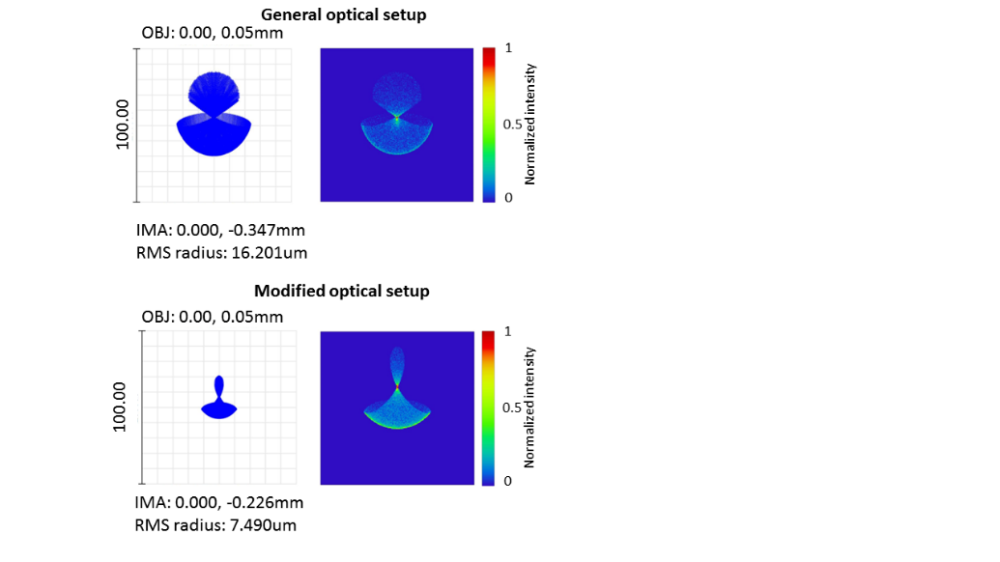 General optical setup
OBJ: 0.00, 0.05mm
100.00
1
0.5
0
Normalized intensity
IMA: 0.000, -0.347mm
RMS radius: 16.201um
Modified optical setup
OBJ: 0.00, 0.05mm
100.00
1
0.5
0
Normalized intensity
IMA: 0.000, -0.226mm
RMS radius: 7.490um